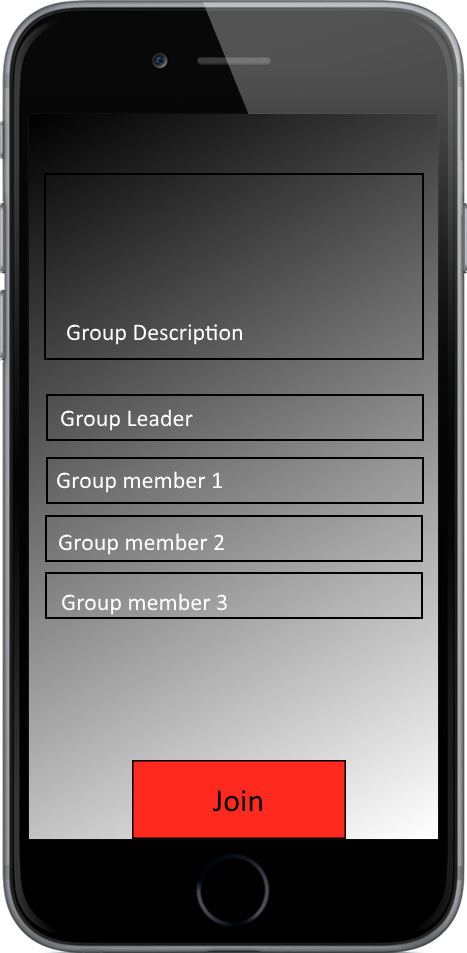 Group Description
Group Leader
Group member 1
Group member 2
Group member 3
Join